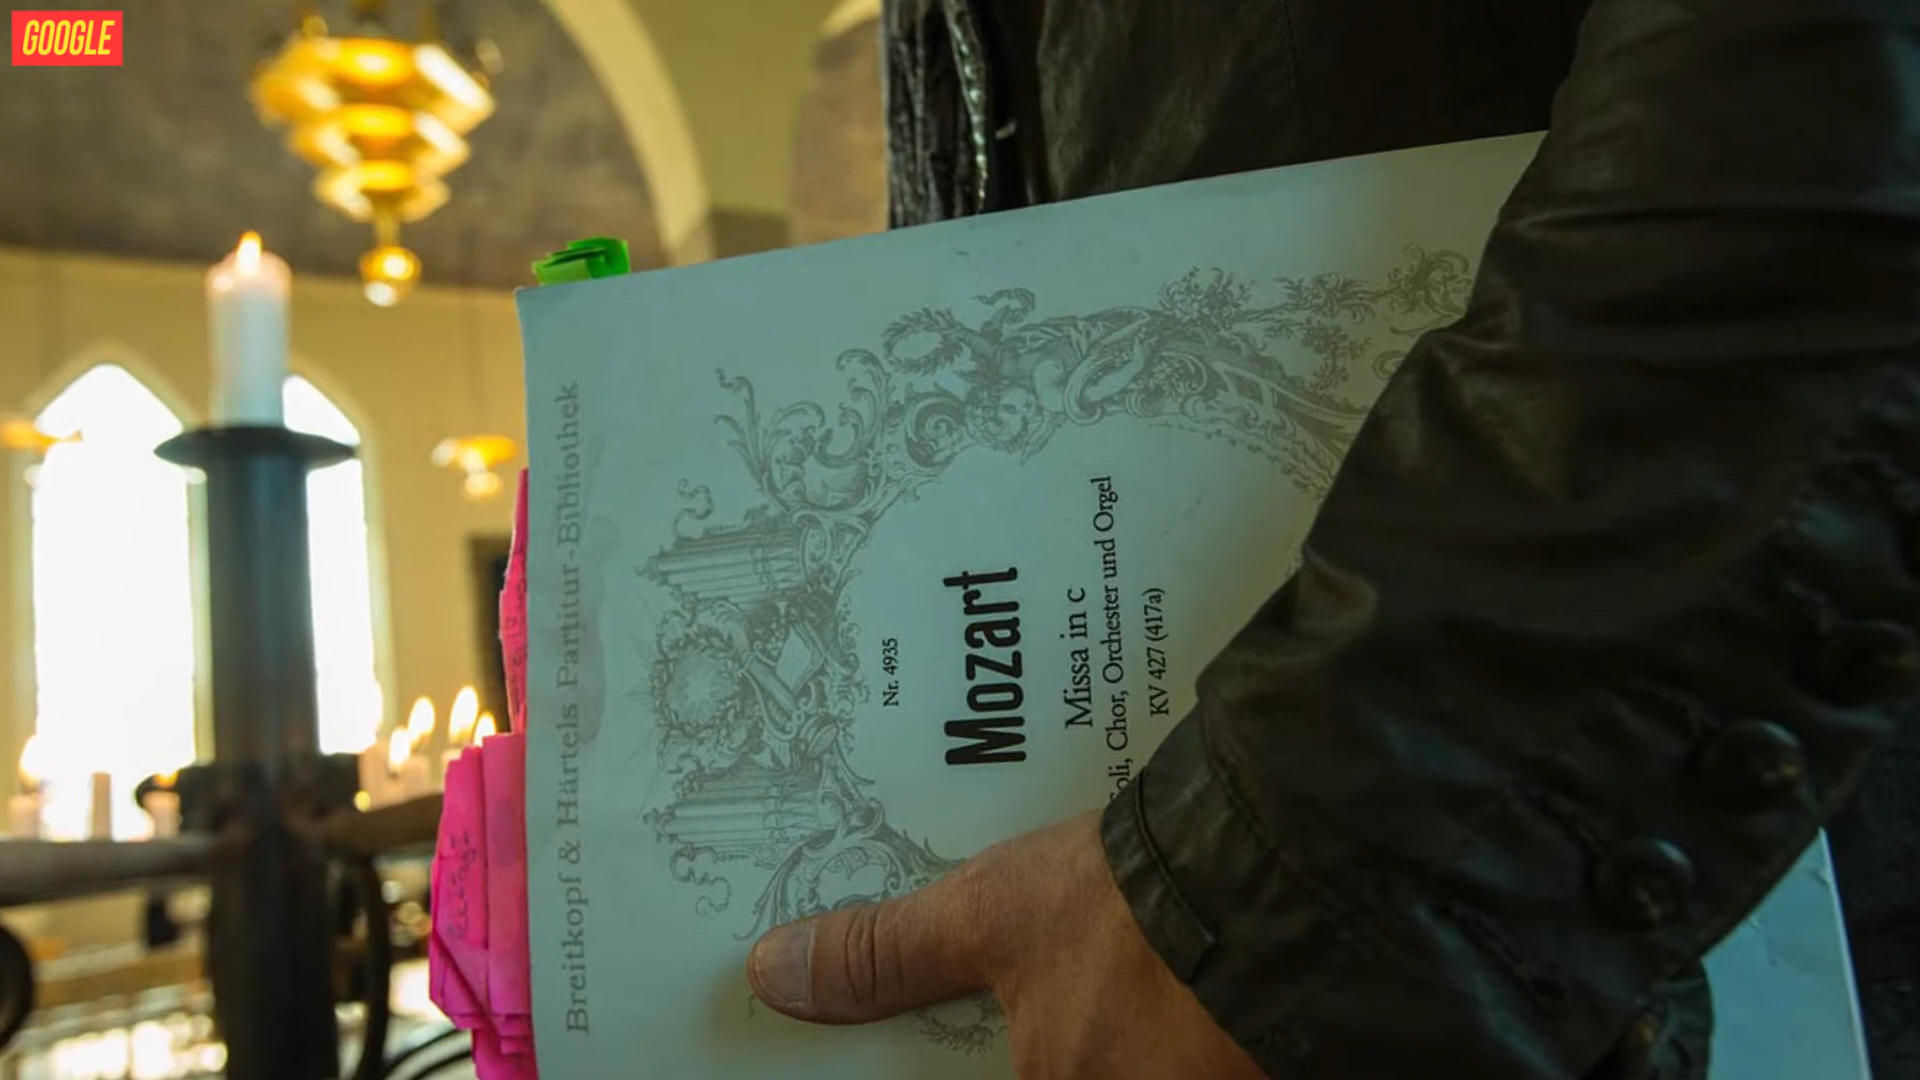 GOOGLE
Breitkopf & Härtels Partitur-Bibliothek
Nr. 4935
Mozart
Missa in c
Chor, Orchester und Orgel
KV 427 (417a)